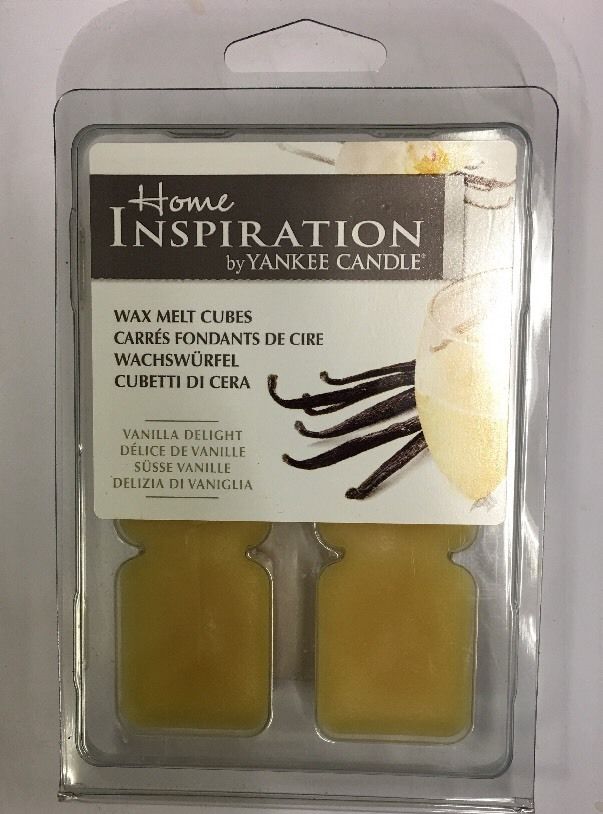 Home
INSPIRATION
by YANKEE CANDLE®
WAX MELT CUBES
CARRÉS FONDANTS DE CIRE
WACHSWÜRFEL
CUBETTI DI CERA
VANILLA DELIGHT
DÉLICE DE VANILLE
SÜSSE VANILLE
DELIZIA DI VANIGLIA